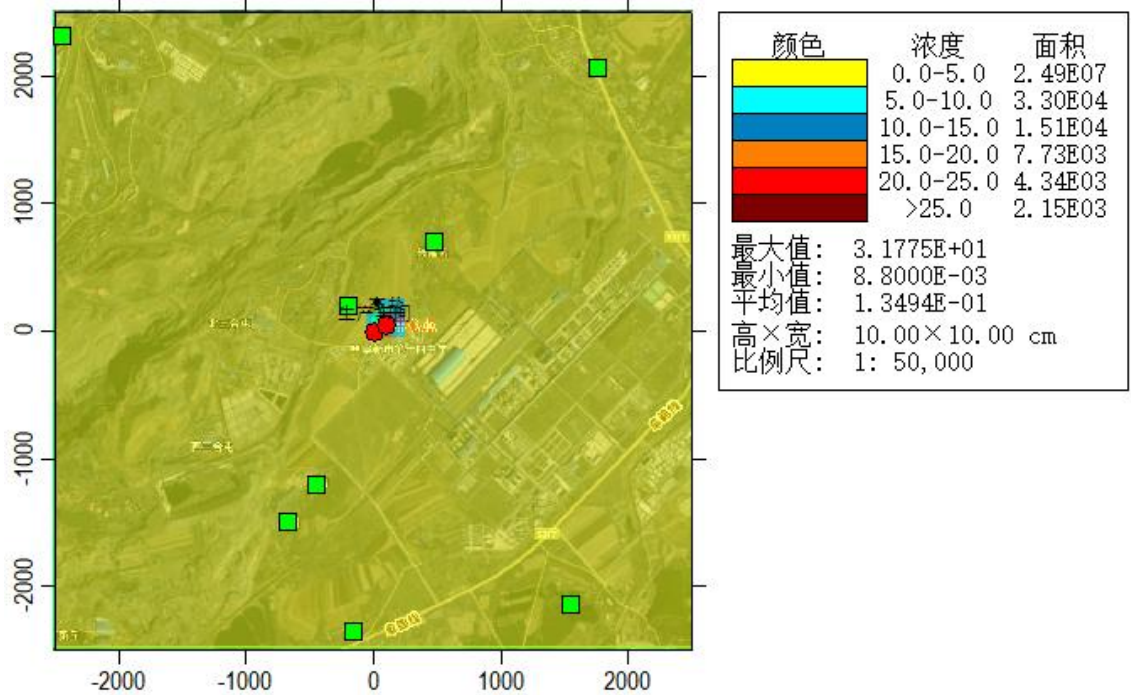 颜色 浓度 面积
0.0-5.0 2.49E07
5.0-10.0 3.30E04
10.0-15.0 1.51E04
15.0-20.0 7.73E03
20.0-25.0 4.34E03
>25.0 2.15E03
最大值: 3.1775E+01
最小值: 8.8000E-03
平均值: 1.3494E-01
高×宽: 10.00×10.00 cm
比例尺: 1: 50,000
2000
1000
0
-1000
-2000
-2000 -1000 0 1000 2000